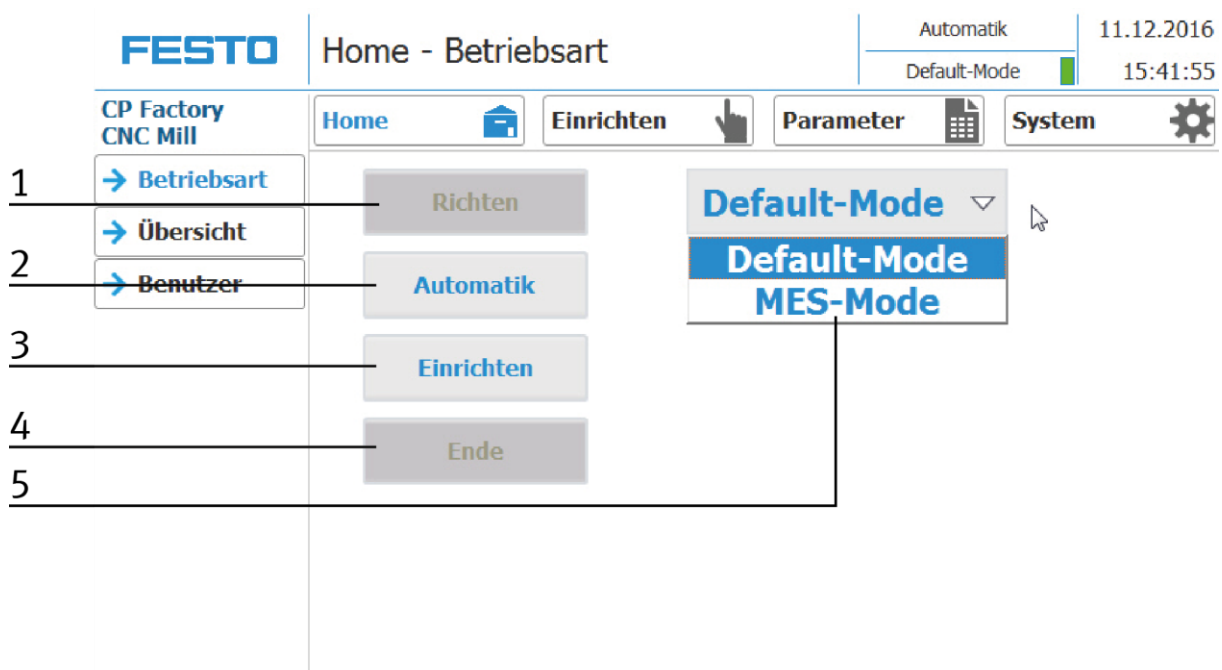 FESTO
Home - Betriebsart
Automatik
Default-Mode
11.12.2016
15:41:55
CP Factory
CNC Mill
Home
Einrichten
Parameter
System
Betriebsart
Übersicht
Benutzer
1
2
3
4
5
Richten
Automatik
Einrichten
Ende
Default-Mode
Default-Mode
MES-Mode